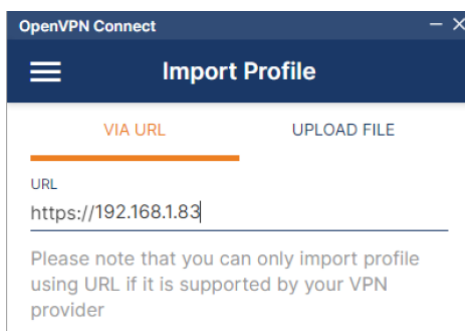 OpenVPN Connect
Import Profile
VIA URL
UPLOAD FILE
URL
https://192.168.1.83
Please note that you can only import profile
using URL if it is supported by your VPN
provider